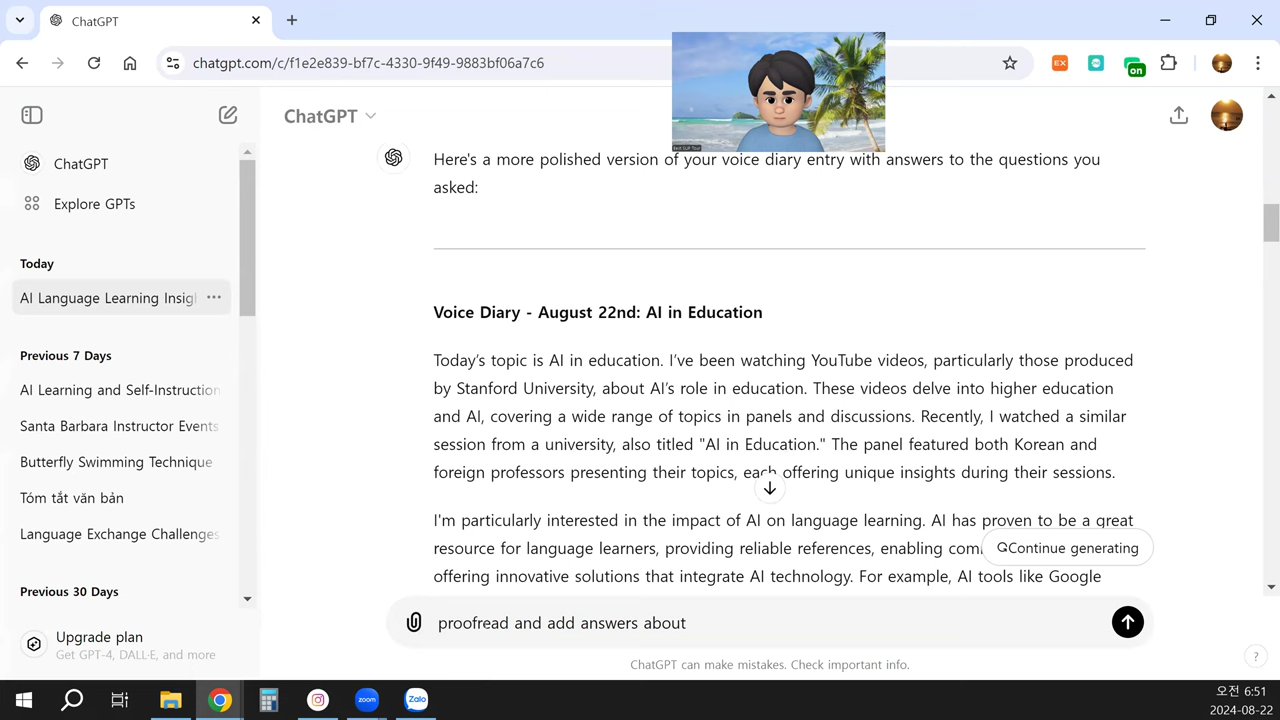 ChatGPT
chatgpt.com/c/f1e2e839-bf7c-4330-9f49-9883bf06a7c6
EX
on
ChatGPT
ChatGPT
Explore GPTs
Today
AI Language Learning Insig
Previous 7 Days
AI Learning and Self-Instruction
Santa Barbara Instructor Events
Butterfly Swimming Technique
Tóm tắt văn bản
Language Exchange Challenges
Previous 30 Days
Upgrade plan
Get GPT-4, DALL·E, and more
Here's a more polished version of your voice diary entry with answers to the questions you
asked:
Voice Diary - August 22nd: AI in Education
Today's topic is AI in education. I've been watching YouTube videos, particularly those produced
by Stanford University, about AI's role in education. These videos delve into higher education
and AI, covering a wide range of topics in panels and discussions. Recently, I watched a similar
session from a university, also titled "AI in Education." The panel featured both Korean and
foreign professors presenting their topics, each offering unique insights during their sessions.
I'm particularly interested in the impact of AI on language learning. AI has proven to be a great
resource for language learners, providing reliable references, enabling com
Continue generating
offering innovative solutions that integrate AI technology. For example, AI tools like Google
proofread and add answers about
ChatGPT can make mistakes. Check important info.
?
zoom
Zalo
오전 6:51
2024-08-22